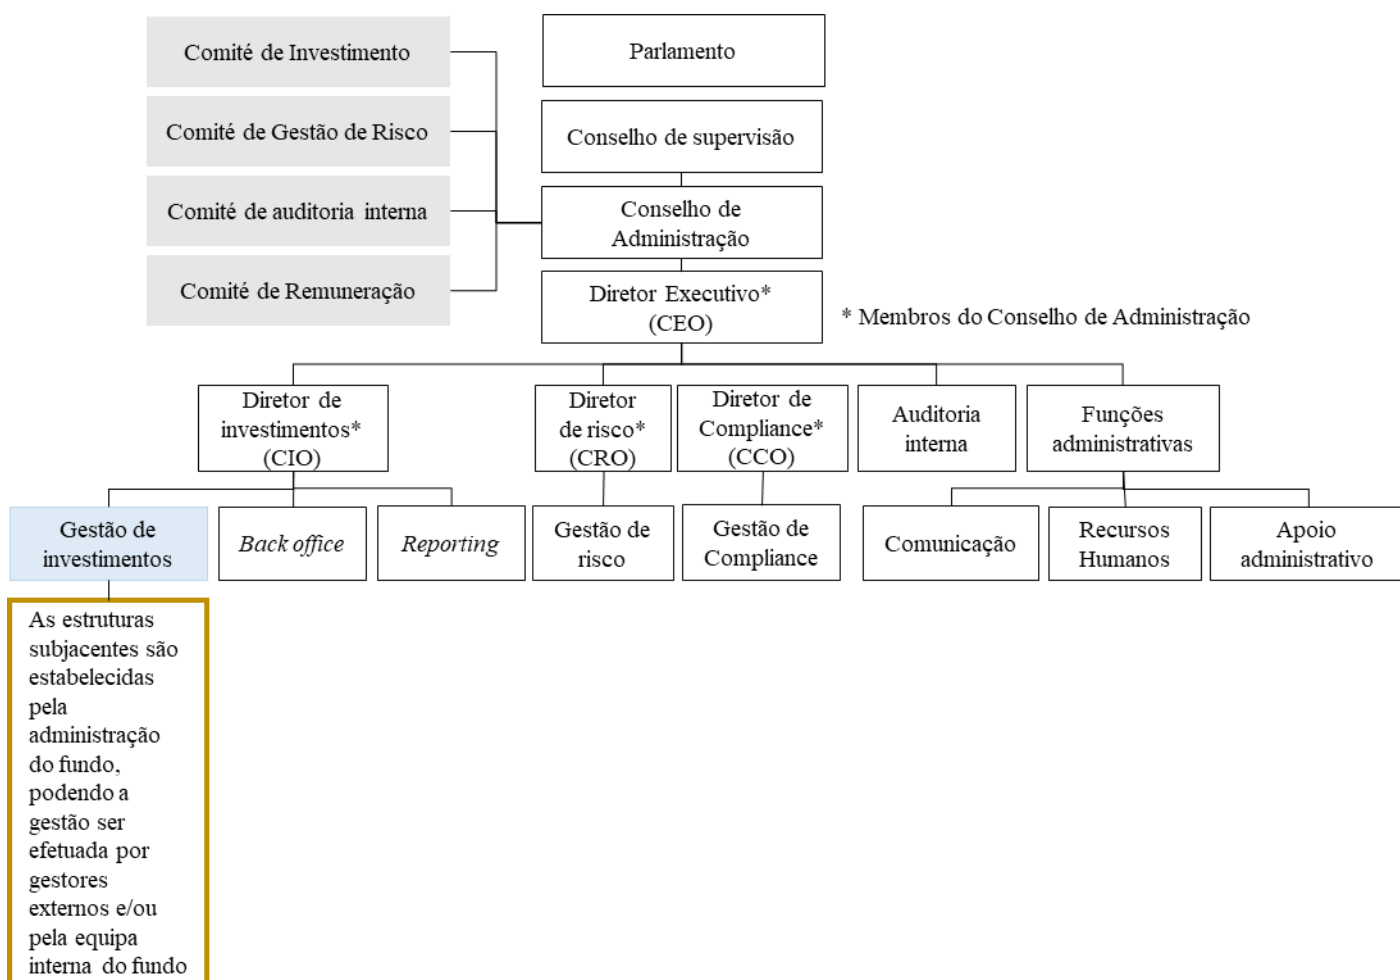 Comité de Investimento
Parlamento
Comité de Gestão de Risco
Conselho de supervisão
Comité de auditoria interna
Conselho de
Administração
Comité de Remuneração
Diretor Executivo*
(CEO)
* Membros do Conselho de Administração
Diretor de
investimentos*
(CIO)
Diretor
de risco*
(CRO)
Diretor de
Compliance*
(CCO)
Auditoria
interna
Funções
administrativas
Gestão de
investimentos
Back office
Reporting
Gestão de
risco
Gestão de
Compliance
Comunicação
Recursos
Humanos
Apoio
administrativo
As estruturas
subjacentes são
estabelecidas
pela
administração
do fundo,
podendo a
gestão ser
efetuada por
gestores
externos e/ou
pela equipa
interna do fundo